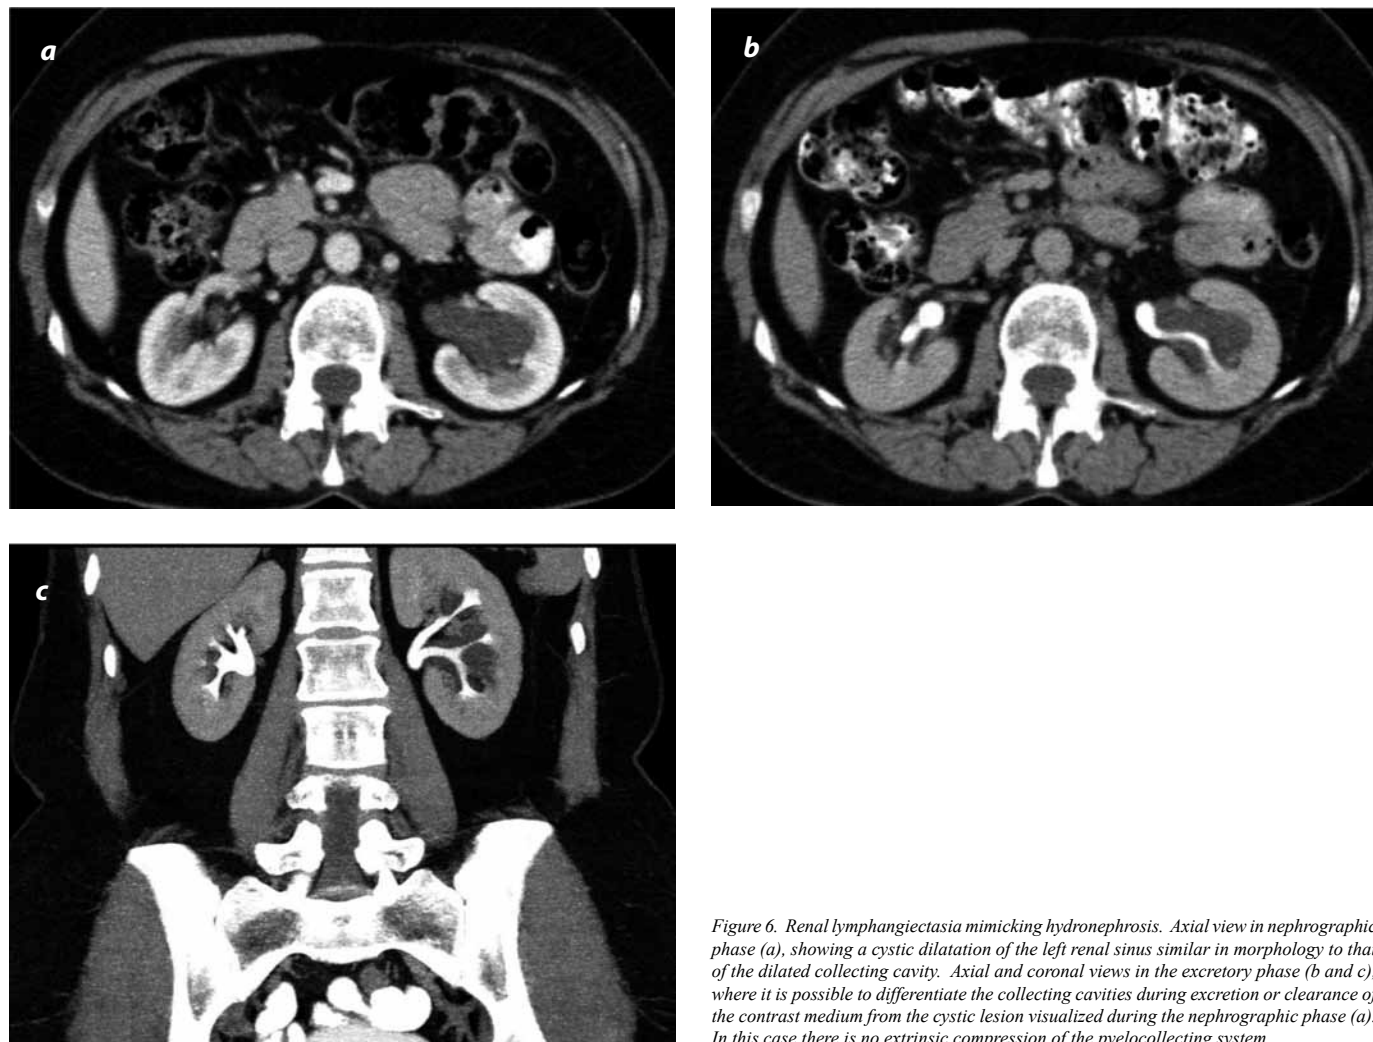 a
b
c
Figure 6. Renal lymphangiectasia mimicking hydronephrosis. Axial view in nephrographic
phase (a), showing a cystic dilatation of the left renal sinus similar in morphology to that
of the dilated collecting cavity. Axial and coronal views in the excretory phase (b and c),
where it is possible to differentiate the collecting cavities during excretion or clearance of
the contrast medium from the cystic lesion visualized during the nephrographic phase (a).
In this case there is no extrinsic compression of the pyelocollecting system.